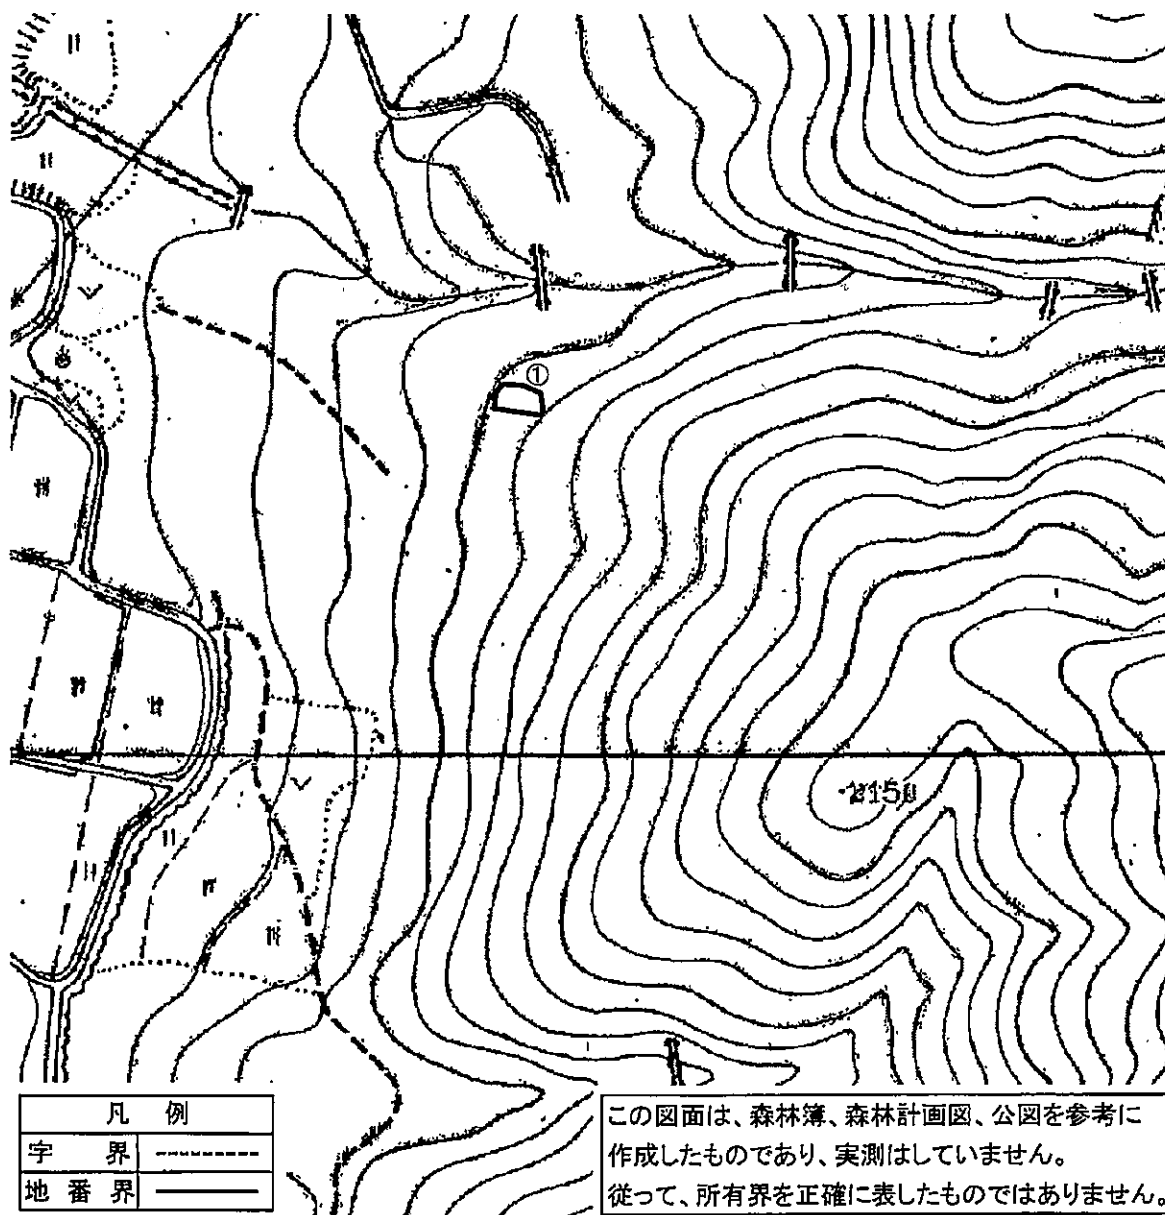 ①
凡 例
字 界
地 番 界
この図面は、森林簿、森林計画図、公図を参考に
作成したものであり、実測はしていません。
従って、所有界を正確に表したものではありません。